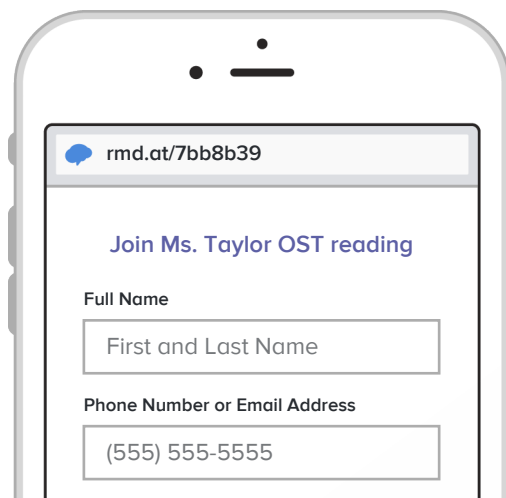 rmd.at/7bb8b39
Join Ms. Taylor OST reading
Full Name
First and Last Name
Phone Number or Email Address
(555) 555-5555